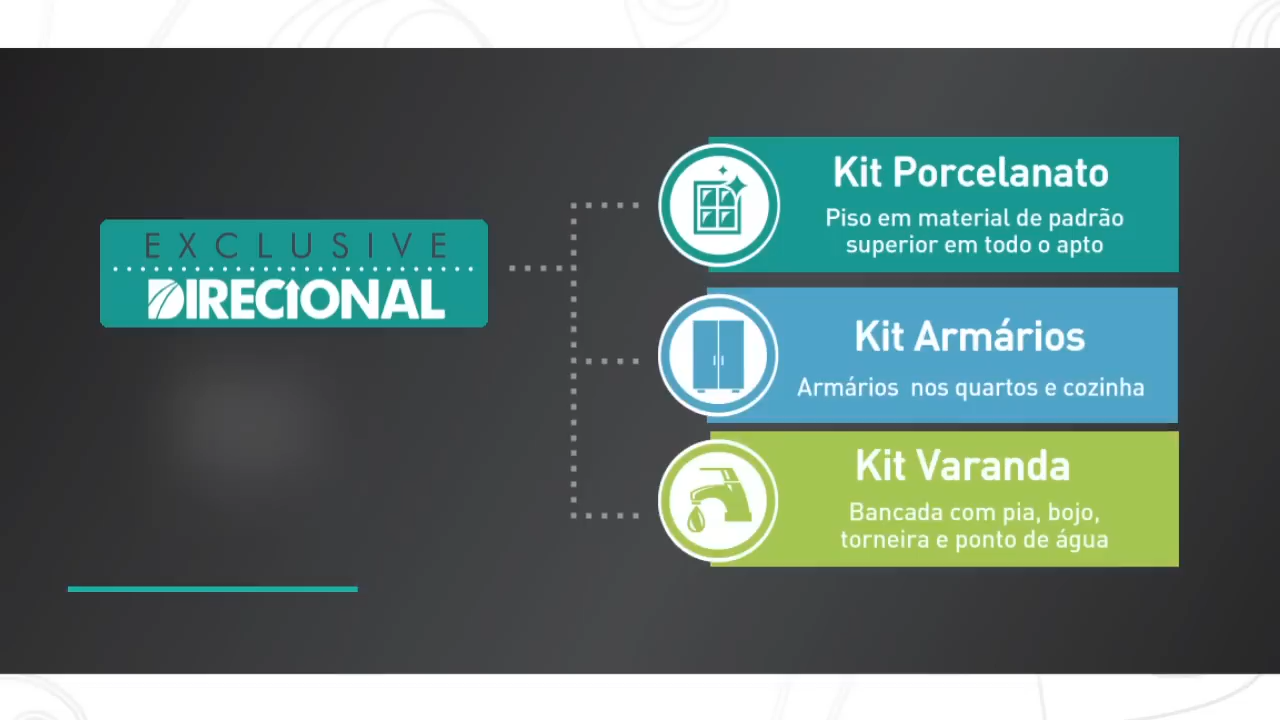 EXCLUSIVE
DIRECIONAL
Kit Porcelanato
Piso em material de padrão
superior em todo o apto
Kit Armários
Armários nos quartos e cozinha
Kit Varanda
Bancada com pia, bojo,
torneira e ponto de água